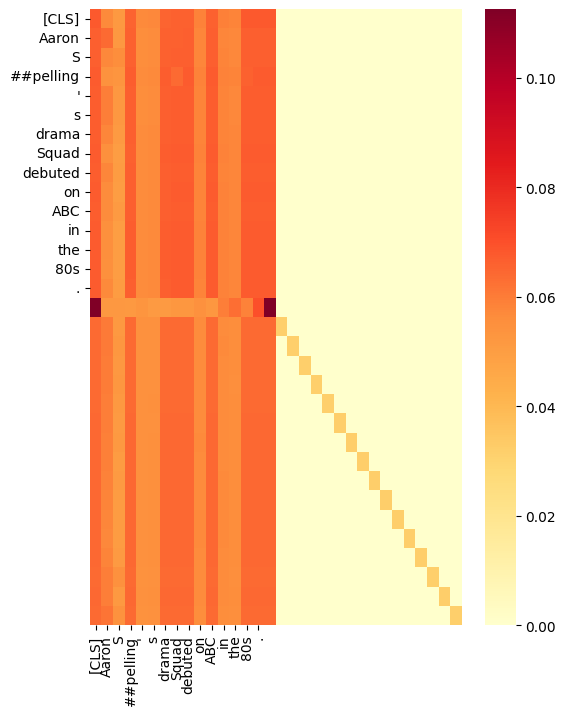 [CLS]
Aaron
S
##pelling
'
s
drama
Squad
debuted
on
ABC
in
the
80s
.
[CLS]
Aaron
S
##pelling
'
s
drama
Squad
debuted
on
ABC
in
the
80s
.
0.10
0.08
0.06
0.04
0.02
0.00